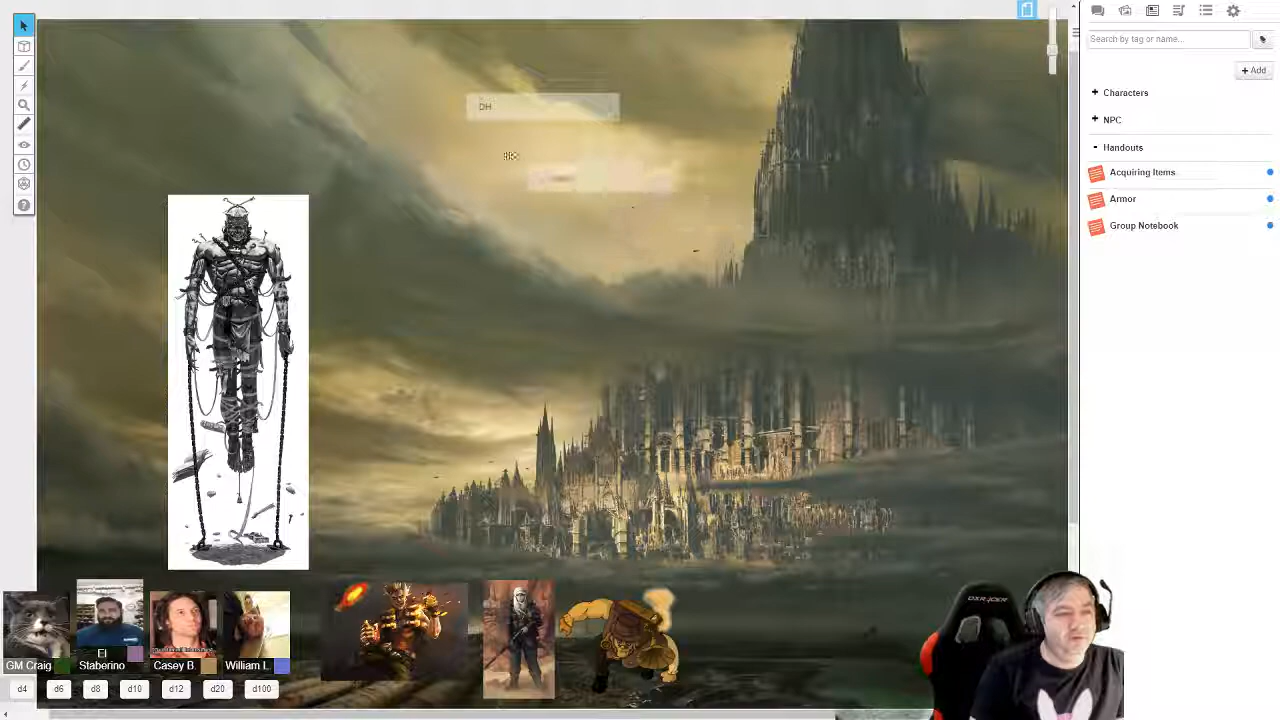 Search by tag or name...
+ Add
+ Characters
+ NPC
- Handouts
Acquiring Items
Armor
Group Notebook
DH
GM Craig
El Staberino
Casey B.
William L.
d4
d6
d8
d10
d12
d20
d100